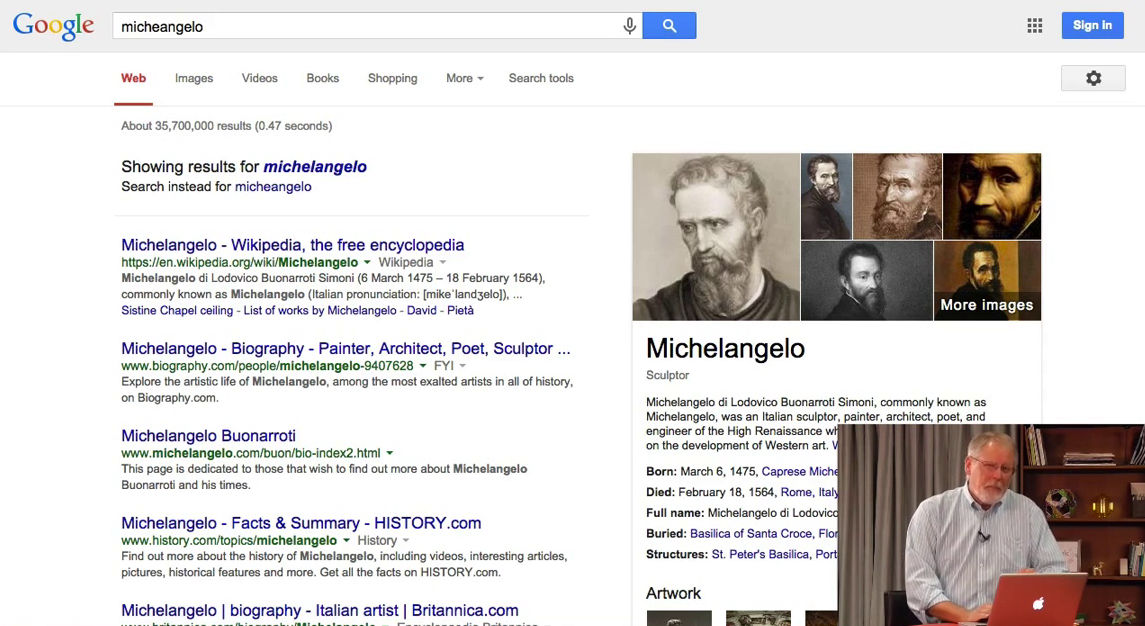 Google
micheangelo
Sign in
Web Images Videos Books Shopping More Search tools
About 35,700,000 results (0.47 seconds)
Showing results for michelangelo
Search instead for micheangelo
Michelangelo - Wikipedia, the free encyclopedia
https://en.wikipedia.org/wiki/Michelangelo Wikipedia
Michelangelo di Lodovico Buonarroti Simoni (6 March 1475 – 18 February 1564),
commonly known as Michelangelo (Italian pronunciation: [mikeˈlandʒelo]), ...
Sistine Chapel ceiling - List of works by Michelangelo - David - Pietà
Michelangelo - Biography - Painter, Architect, Poet, Sculptor ...
www.biography.com/people/michelangelo-9407628 FYI
Explore the artistic life of Michelangelo, among the most exalted artists in all of history,
on Biography.com.
Michelangelo Buonarroti
www.michelangelo.com/buon/bio-index2.html
This page is dedicated to those that wish to find out more about Michelangelo
Buonarroti and his times.
Michelangelo - Facts & Summary - HISTORY.com
www.history.com/topics/michelangelo History
Find out more about the history of Michelangelo, including videos, interesting articles,
pictures, historical features and more. Get all the facts on HISTORY.com.
Michelangelo | biography - Italian artist | Britannica.com
More images
Michelangelo
Sculptor
Michelangelo di Lodovico Buonarroti Simoni, commonly known as
Michelangelo, was an Italian sculptor, painter, architect, poet, and
engineer of the High Renaissance wh
on the development of Western art. W
Born: March 6, 1475, Caprese Miche
Died: February 18, 1564, Rome, Italy
Full name: Michelangelo di Lodovico
Buried: Basilica of Santa Croce, Flor
Structures: St. Peter's Basilica, Port
Artwork